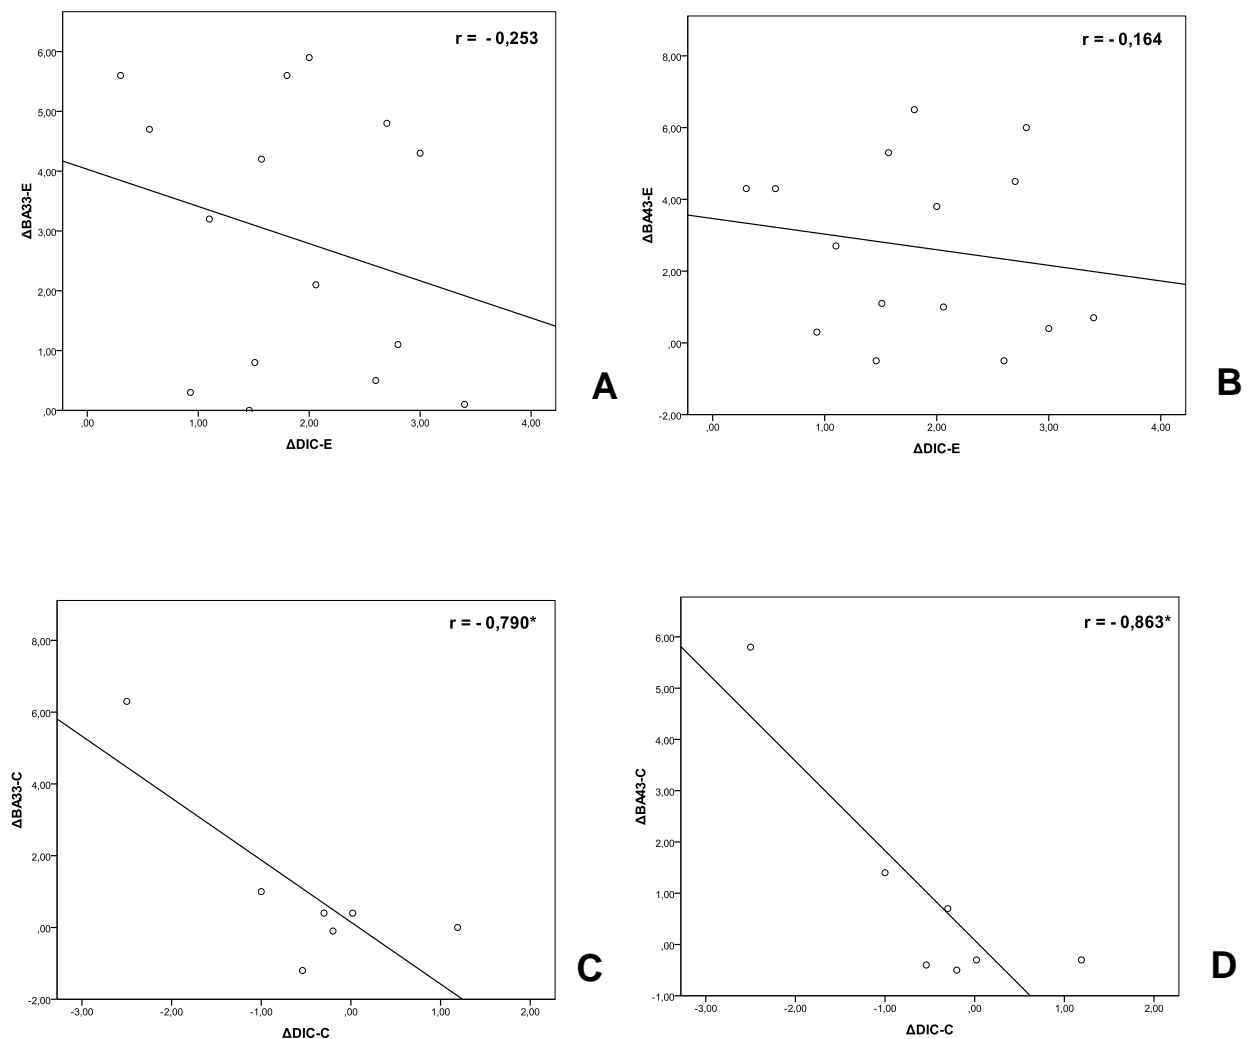 r = - 0,253
6,00
5,00
4,00
3,00
2,00
1,00
,00
ΔBA33-E
,00 1,00 2,00 3,00 4,00
ΔDIC-E
A
r = - 0,164
8,00
6,00
4,00
2,00
,00
-2,00
ΔBA43-E
,00 1,00 2,00 3,00 4,00
ΔDIC-E
B
r = - 0,790*
8,00
6,00
4,00
2,00
,00
-2,00
ΔBA33-C
-3,00 -2,00 -1,00 ,00 1,00 2,00
ΔDIC-C
C
r = - 0,863*
6,00
5,00
4,00
3,00
2,00
1,00
,00
-1,00
ΔBA43-C
-3,00 -2,00 -1,00 ,00 1,00 2,00
ΔDIC-C
D